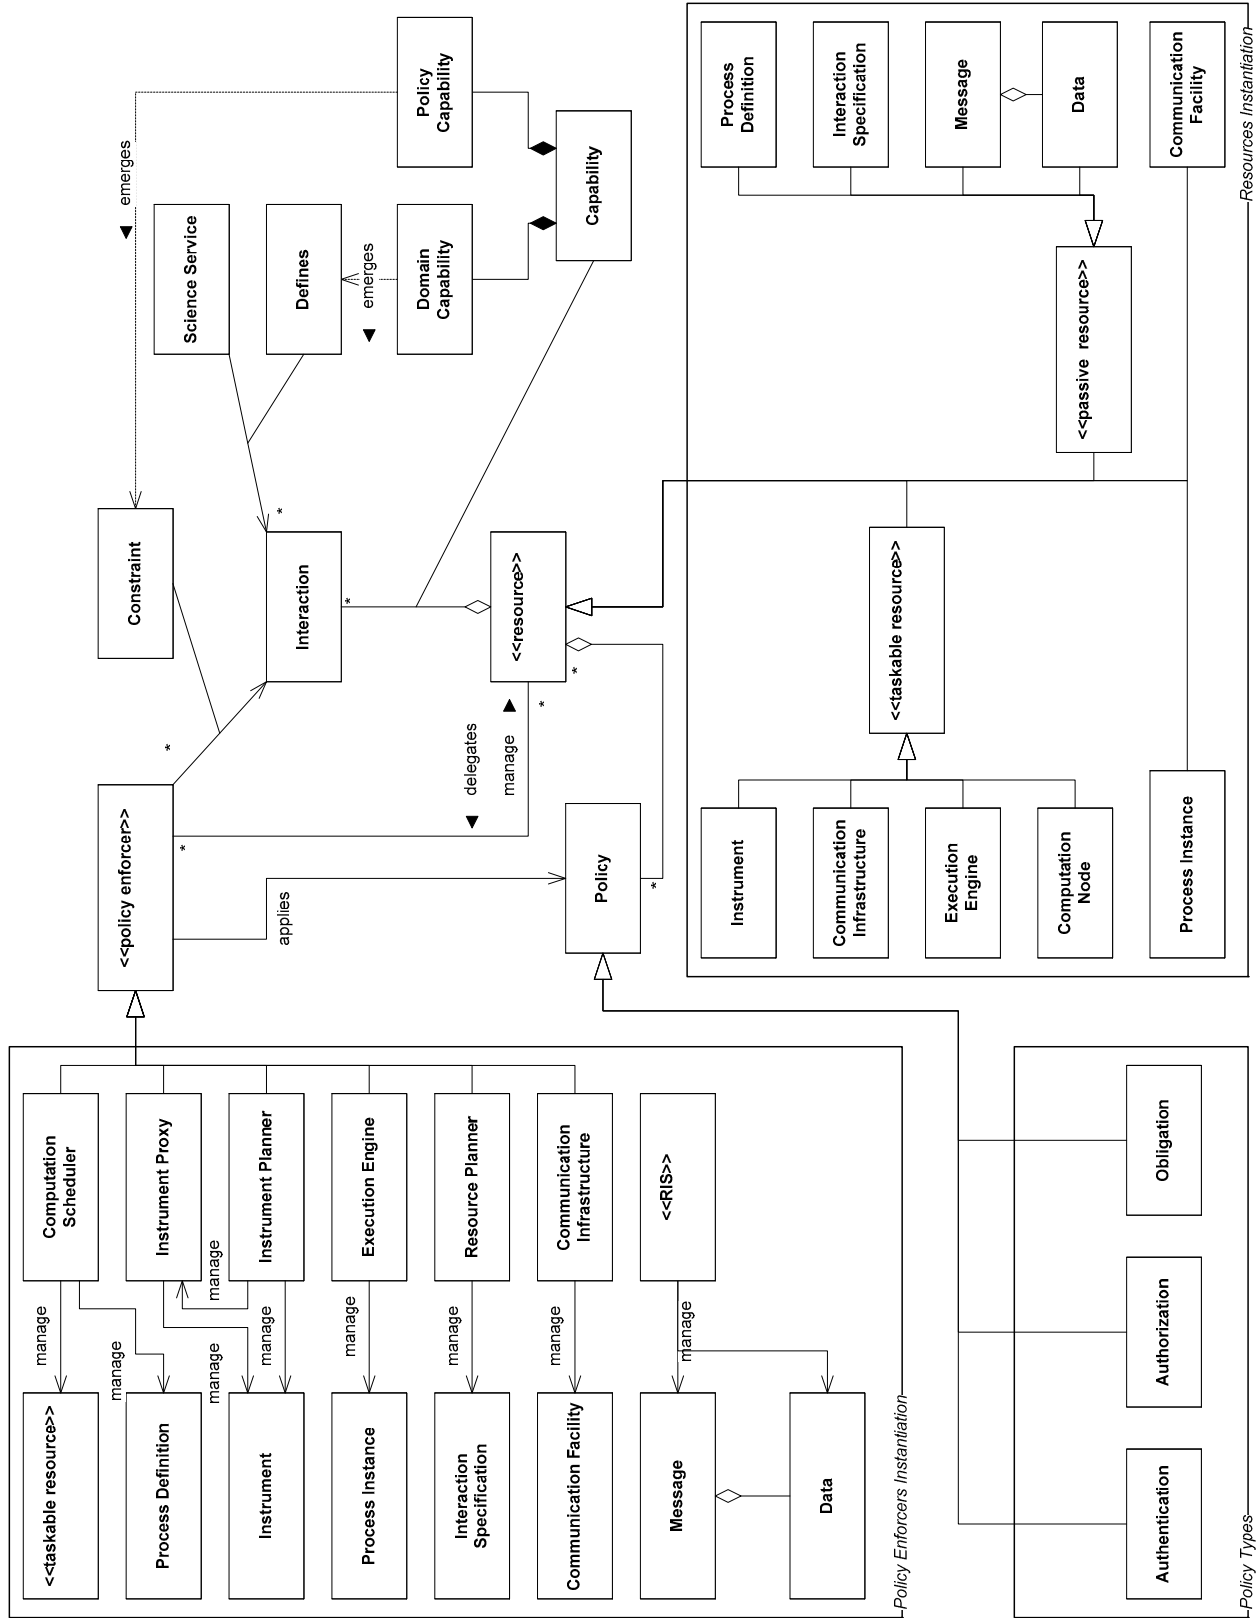 Policy
Capability
emerges
Science Service
Defines
emerges
Domain
Capability
Capability
Constraint
Interaction
*
*
<<resource>>
*
*
*
delegates
manage
<<policy enforcer>>
*
applies
Policy
*
Process
Definition
Interaction
Specification
Message
Data
Communication
Facility
<<passive  resource>>
<<taskable resource>>
Instrument
Communication
Infrastructure
Execution
Engine
Computation
Node
Process Instance
Resources Instantiation
Computation
Scheduler
Instrument Proxy
Instrument Planner
Execution Engine
Resource Planner
Communication
Infrastructure
<<RIS>>
manage
manage
manage
manage
manage
manage
manage
manage
manage
<<taskable resource>>
Process Definition
Instrument
Process Instance
Interaction
Specification
Communication Facility
Message
Data
Policy Enforcers Instantiation
Obligation
Authorization
Authentication
Policy Types